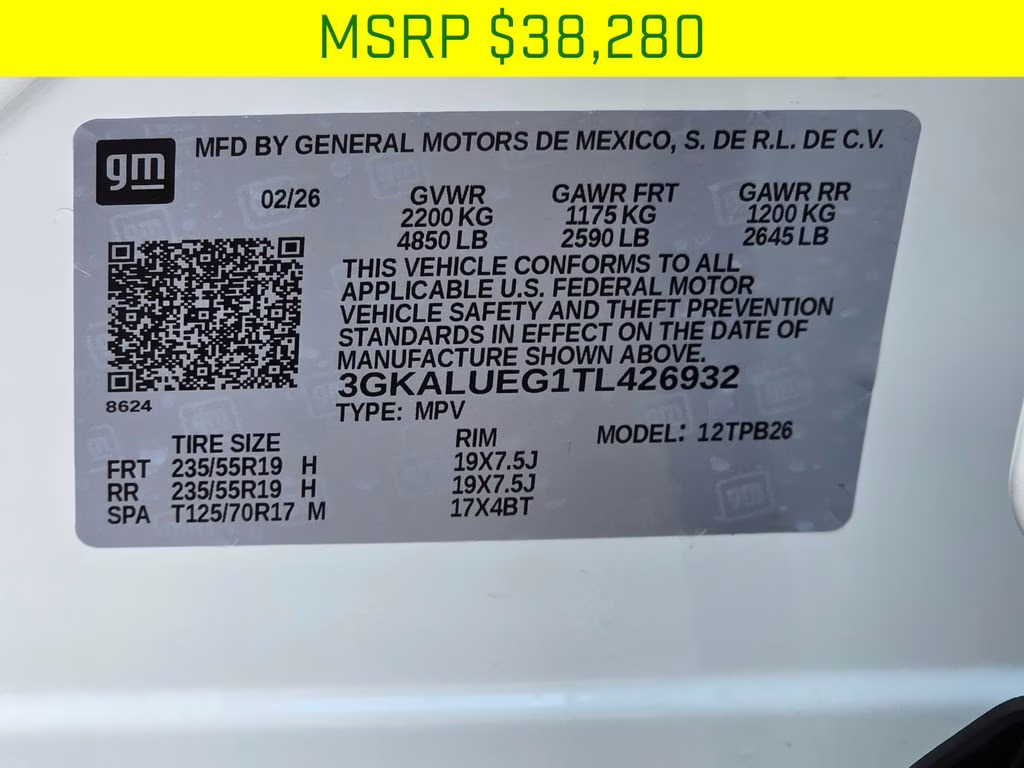 MSRP $38,280
gm
MFD BY GENERAL MOTORS DE MEXICO, S. DE R.L. DE C.V.
02/26 GVWR GAWR FRT GAWR RR
2200 KG 1175 KG 1200 KG
4850 LB 2590 LB 2645 LB
THIS VEHICLE CONFORMS TO ALL
APPLICABLE U.S. FEDERAL MOTOR
VEHICLE SAFETY AND THEFT PREVENTION
STANDARDS IN EFFECT ON THE DATE OF
MANUFACTURE SHOWN ABOVE.
3GKALUEG1TL426932
8624
TYPE: MPV
TIRE SIZE RIM MODEL: 12TPB26
FRT 235/55R19 H 19X7.5J
RR 235/55R19 H 19X7.5J
SPA T125/70R17 M 17X4BT